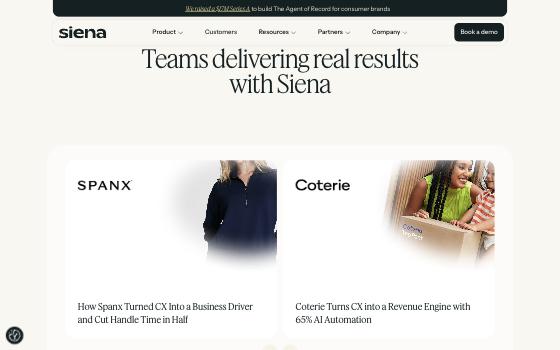 We raised a $17M Series A to build The Agent of Record for consumer brands
siena
Product
Customers
Resources
Partners
Company
Book a demo
Teams delivering real results
with Siena
SPANX
Coterie
How Spanx Turned CX Into a Business Driver
and Cut Handle Time in Half
Coterie Turns CX into a Revenue Engine with
65% AI Automation